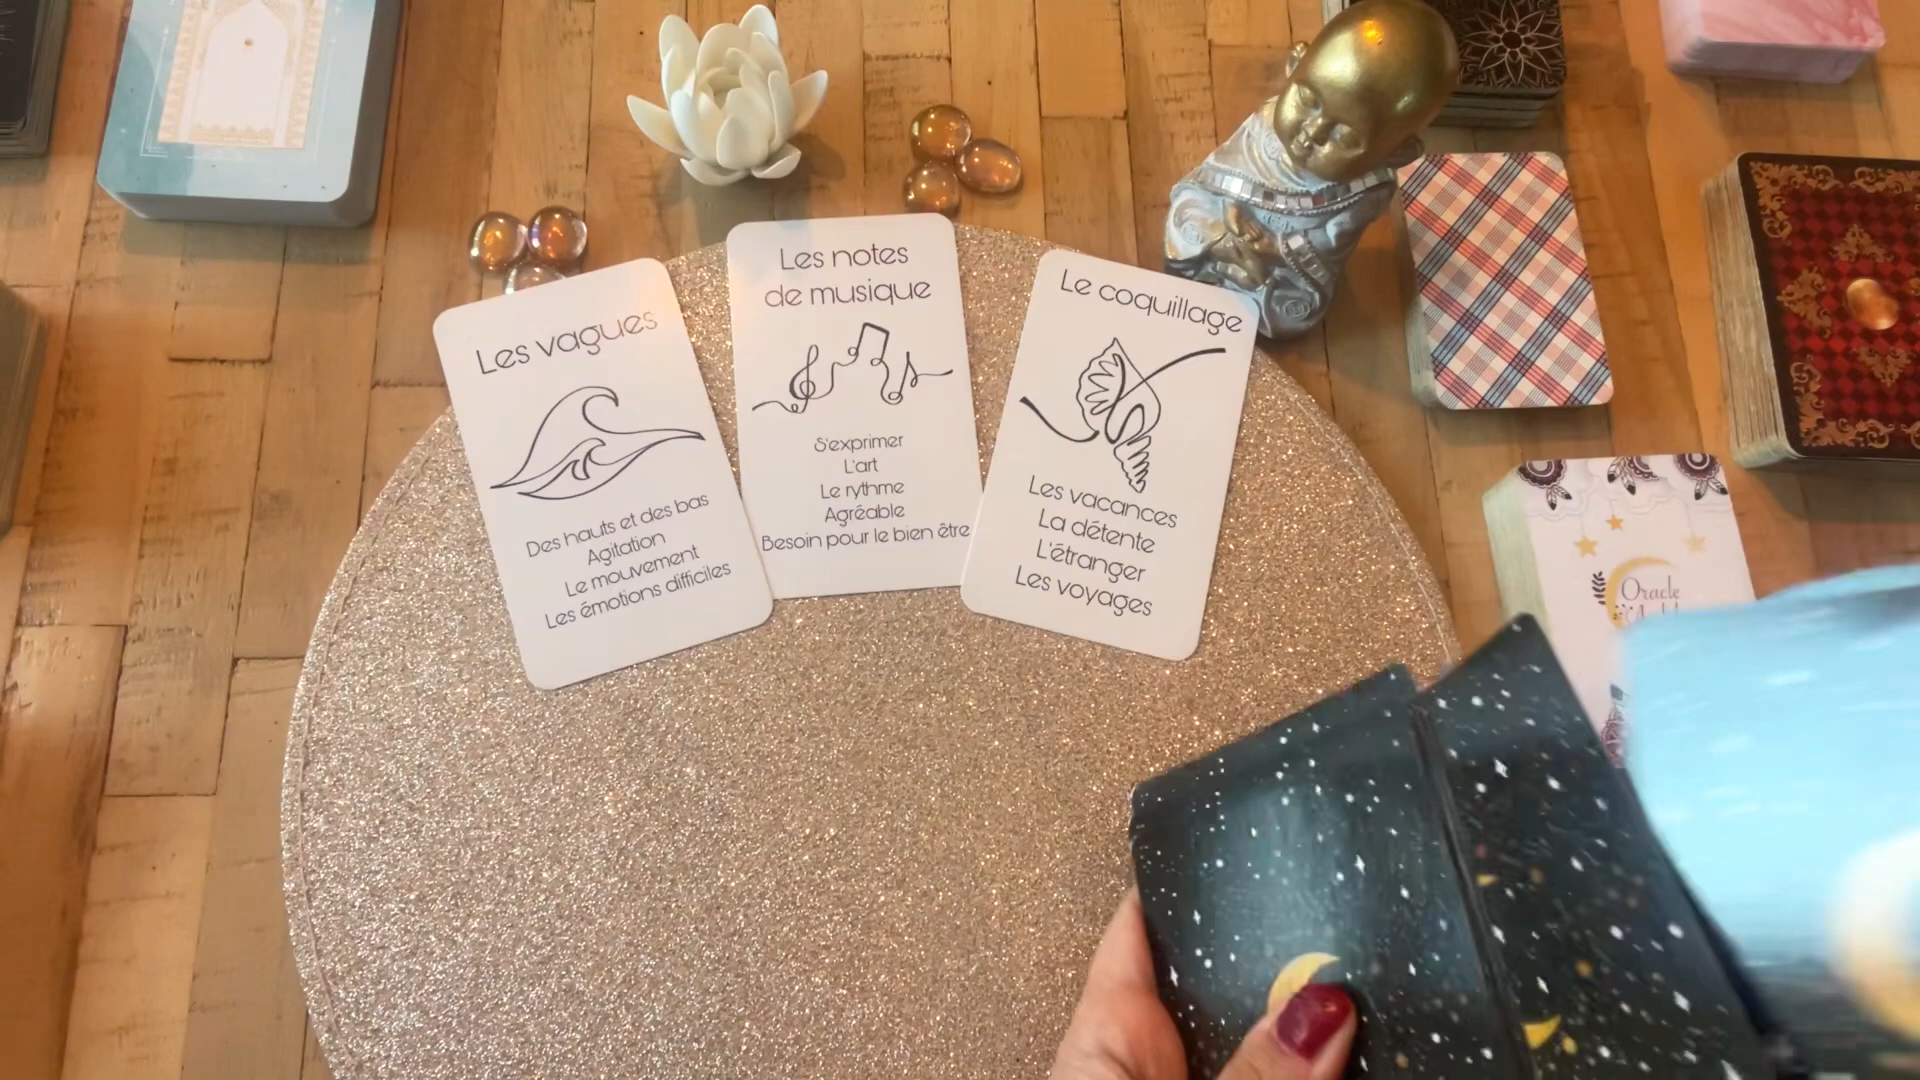 Les vagues
Des hauts et des bas
Agitation
Le mouvement
Les émotions difficiles
Les notes
de musique
S'exprimer
L'art
Le rythme
Agréable
Besoin pour le bien être
Le coquillage
Les vacances
La détente
L'étranger
Les voyages
Oracle